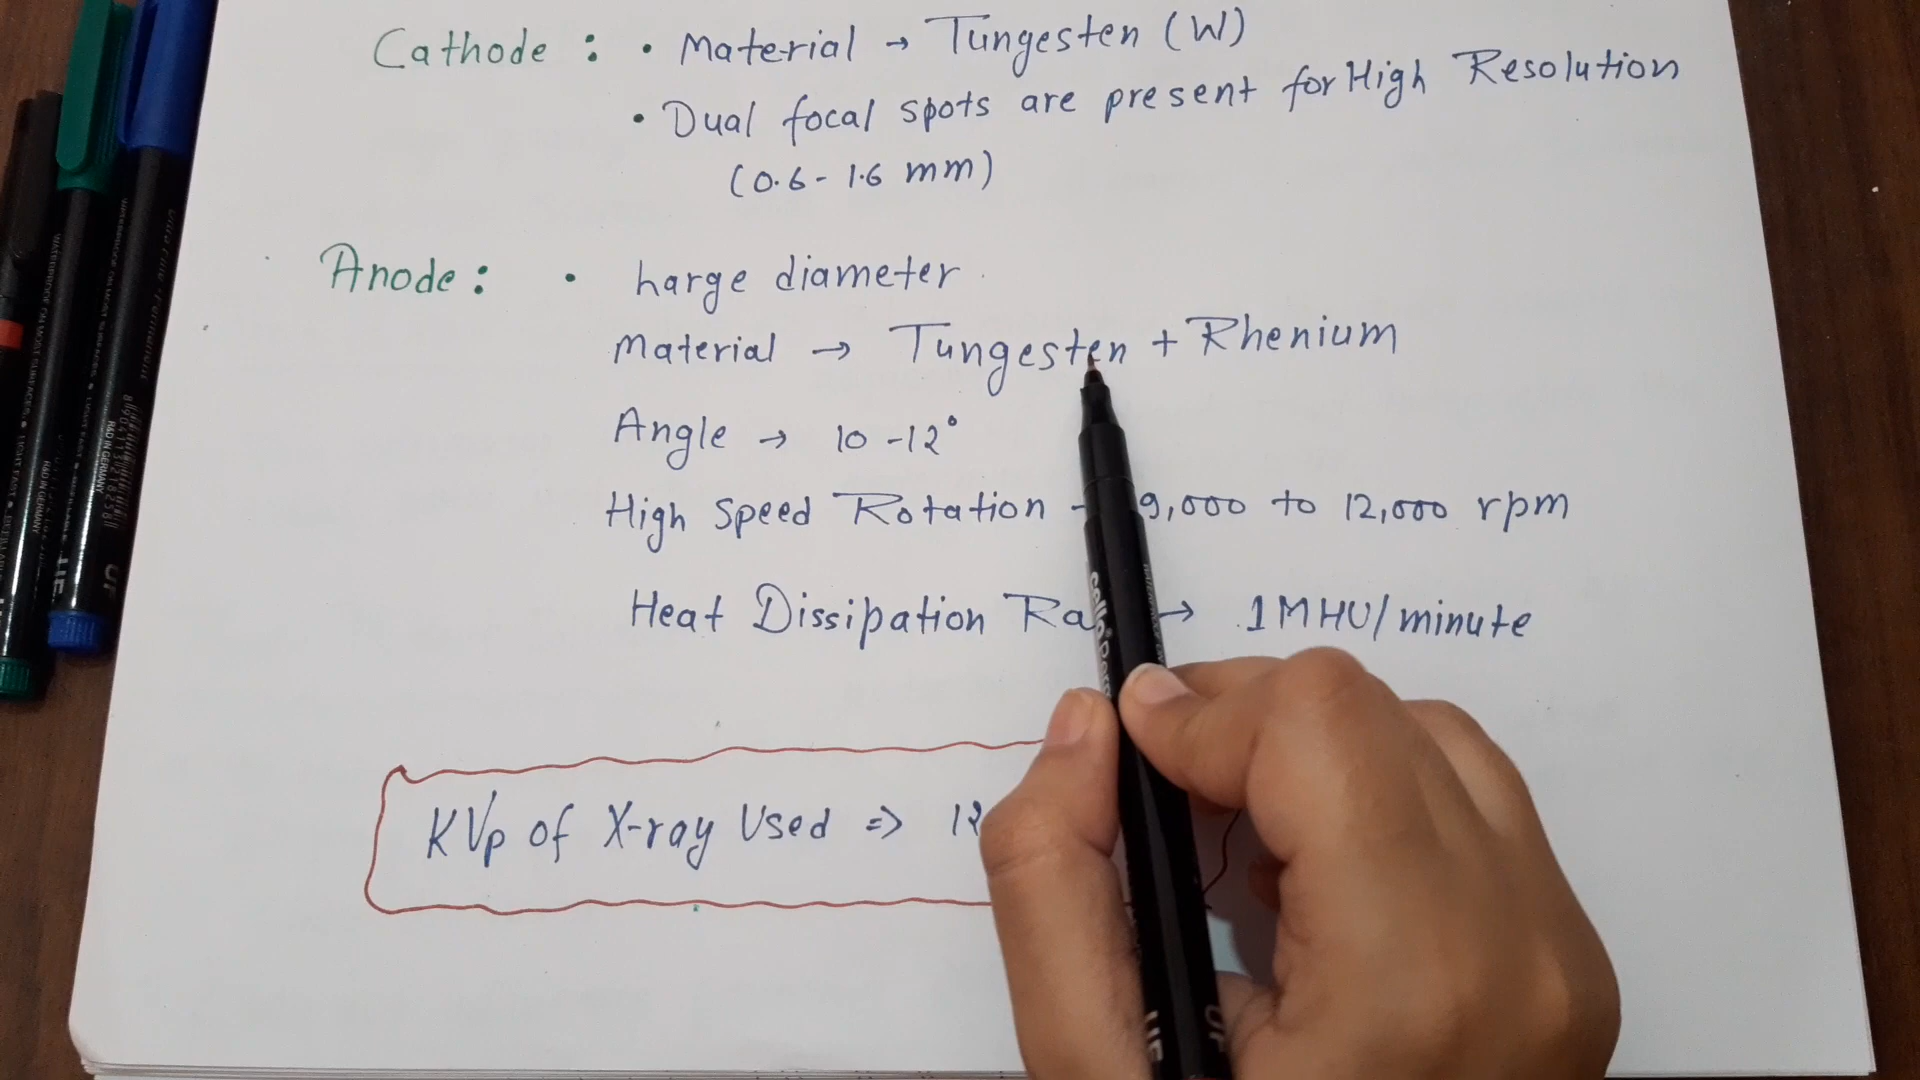 Cathode : • Material → Tungesten (W)
• Dual focal spots are present for High Resolution
(0.6 - 1.6 mm)
Anode : • Large diameter
Material → Tungesten + Rhenium
Angle → 10 -12°
High Speed Rotation - 9,000 to 12,000 rpm
Heat Dissipation Ra → 1MHU/minute
KVp of X-ray Used => 12